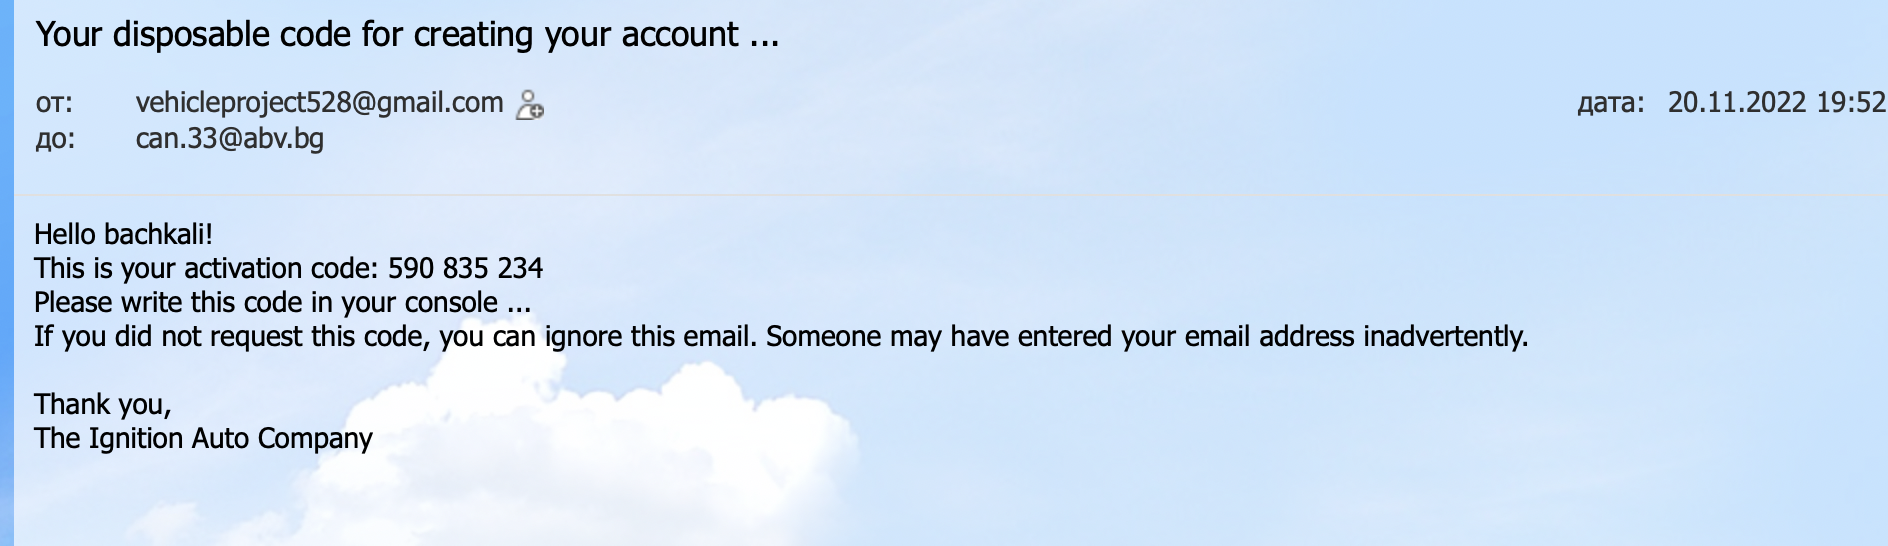 Your disposable code for creating your account ...
от: vehicleproject528@gmail.com дата: 20.11.2022 19:52
до: can.33@abv.bg
Hello bachkali!
This is your activation code: 590 835 234
Please write this code in your console ...
If you did not request this code, you can ignore this email. Someone may have entered your email address inadvertently.
Thank you,
The Ignition Auto Company